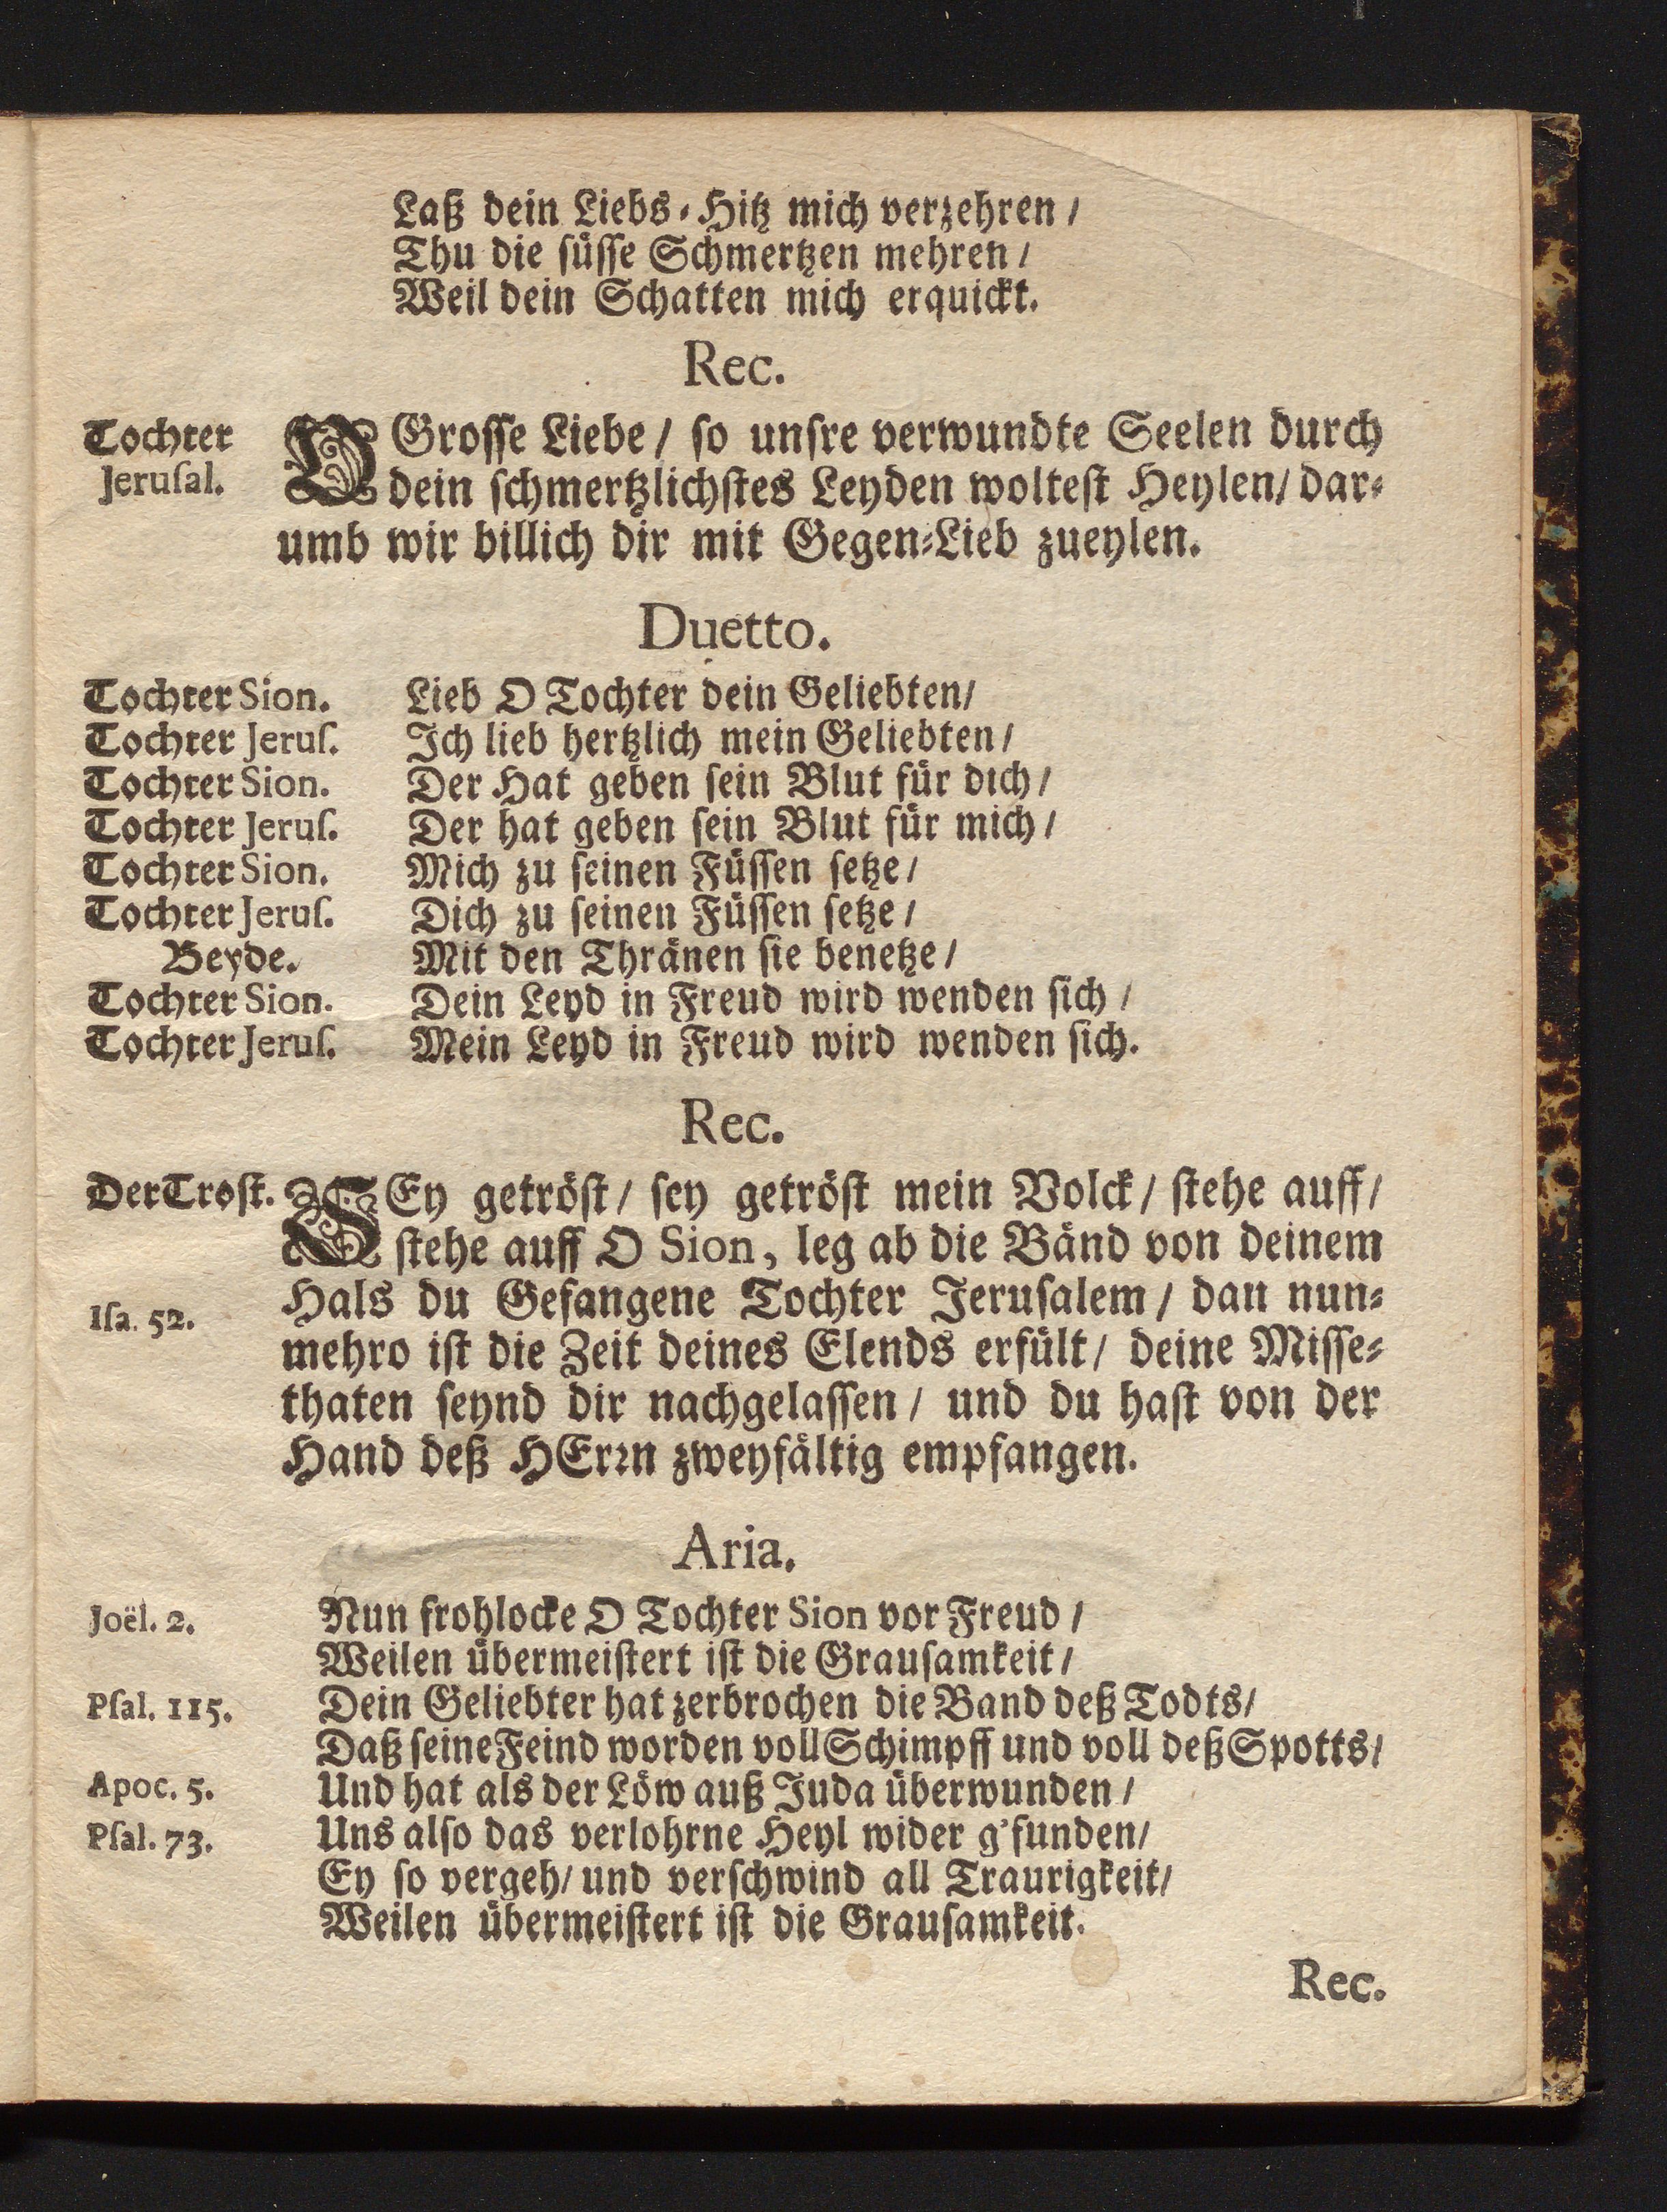 Laß dein Liebs-Hitz mich verzehren /
Thu die ſüſſe Schmertzen mehren /
Weil dein Schatten mich erquickt.
Rec.
Tochter Jeruſal.
O Groſſe Liebe / ſo unſre verwundte Seelen durch
dein ſchmertzlichſtes Leyden wolteſt Heylen / dar-
umb wir billich dir mit Gegen-Lieb zueylen.
Duetto.
Tochter Sion. Lieb O Tochter dein Geliebten /
Tochter Jeruſ. Ich lieb hertzlich mein Geliebten /
Tochter Sion. Der Hat geben ſein Blut für dich /
Tochter Jeruſ. Der hat geben ſein Blut für mich /
Tochter Sion. Mich zu ſeinen Füſſen ſetze /
Tochter Jeruſ. Dich zu ſeinen Füſſen ſetze /
Beyde. Mit den Thränen ſie benetze /
Tochter Sion. Dein Leyd in Freud wird wenden ſich /
Tochter Jeruſ. Mein Leyd in Freud wird wenden ſich.
Rec.
Der Troſt. SEy getröſt / ſey getröſt mein Volck / ſtehe auff /
ſtehe auff O Sion, leg ab die Bänd von deinem
Iſa. 52. Hals du Gefangene Tochter Jeruſalem / dan nun-
mehro iſt die Zeit deines Elends erfült / deine Miſſe-
thaten ſeynd dir nachgelaſſen / und du haſt von der
Hand deß HErꝛn zweyfältig empfangen.
Aria.
Joël. 2. Nun frohlocke O Tochter Sion vor Freud /
Weilen übermeiſtert iſt die Grauſamkeit /
Pſal. 115. Dein Geliebter hat zerbrochen die Band deß Todts /
Daß ſeine Feind worden voll Schimpff und voll deß Spotts /
Apoc. 5. Und hat als der Löw auß Juda überwunden /
Pſal. 73. Uns alſo das verlohrne Heyl wider g'funden /
Ey ſo vergeh / und verſchwind all Traurigkeit /
Weilen übermeiſtert iſt die Grauſamkeit.
Rec.